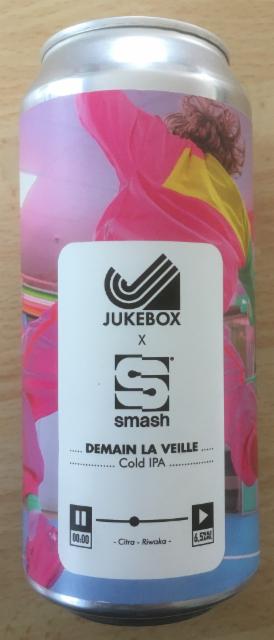 JUKEBOX
X
smash
..... DEMAIN LA VEILLE .....
................ Cold IPA ................
00:00 - Citra - Riwaka - 6,5%AL